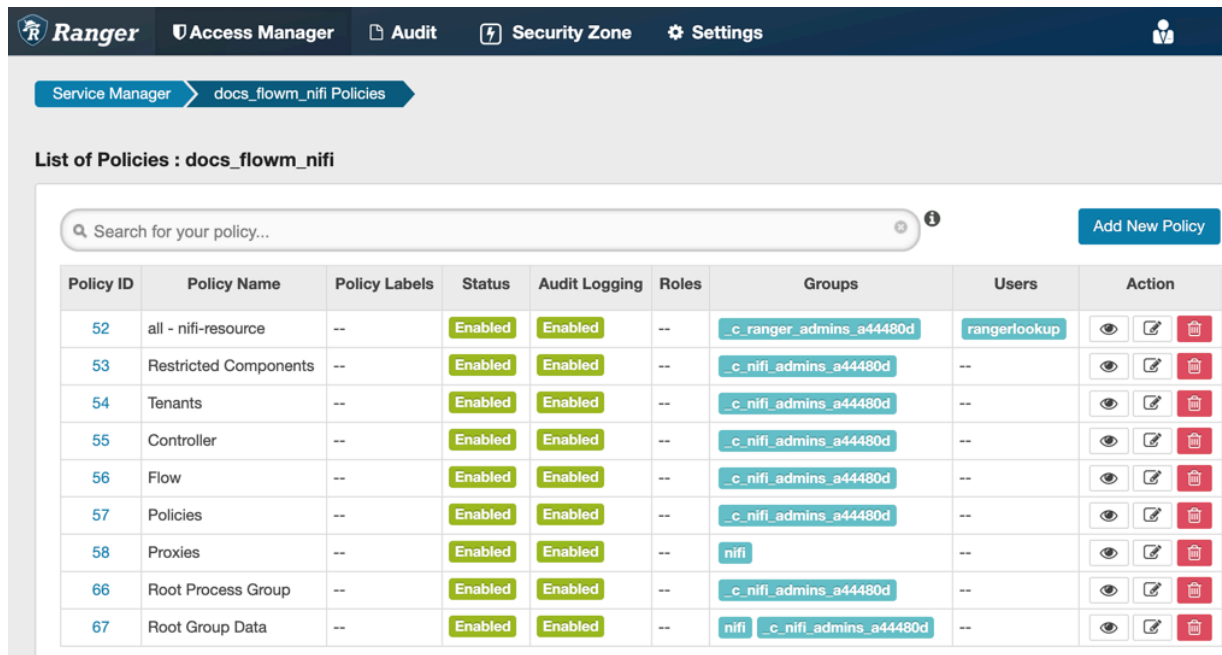 Ranger Access Manager Audit Security Zone Settings
Service Manager docs_flowm_nifi Policies
List of Policies : docs_flowm_nifi
Search for your policy... Add New Policy
Policy ID Policy Name Policy Labels Status Audit Logging Roles Groups Users Action
52 all - nifi-resource -- Enabled Enabled -- _c_ranger_admins_a44480d rangerlookup
53 Restricted Components -- Enabled Enabled -- _c_nifi_admins_a44480d --
54 Tenants -- Enabled Enabled -- _c_nifi_admins_a44480d --
55 Controller -- Enabled Enabled -- _c_nifi_admins_a44480d --
56 Flow -- Enabled Enabled -- _c_nifi_admins_a44480d --
57 Policies -- Enabled Enabled -- _c_nifi_admins_a44480d --
58 Proxies -- Enabled Enabled -- nifi --
66 Root Process Group -- Enabled Enabled -- _c_nifi_admins_a44480d --
67 Root Group Data -- Enabled Enabled -- nifi _c_nifi_admins_a44480d --